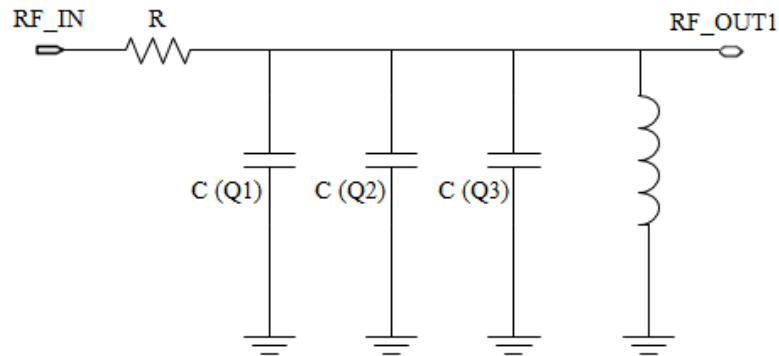 RF_IN
R
RF_OUT1
C (Q1)
C (Q2)
C (Q3)